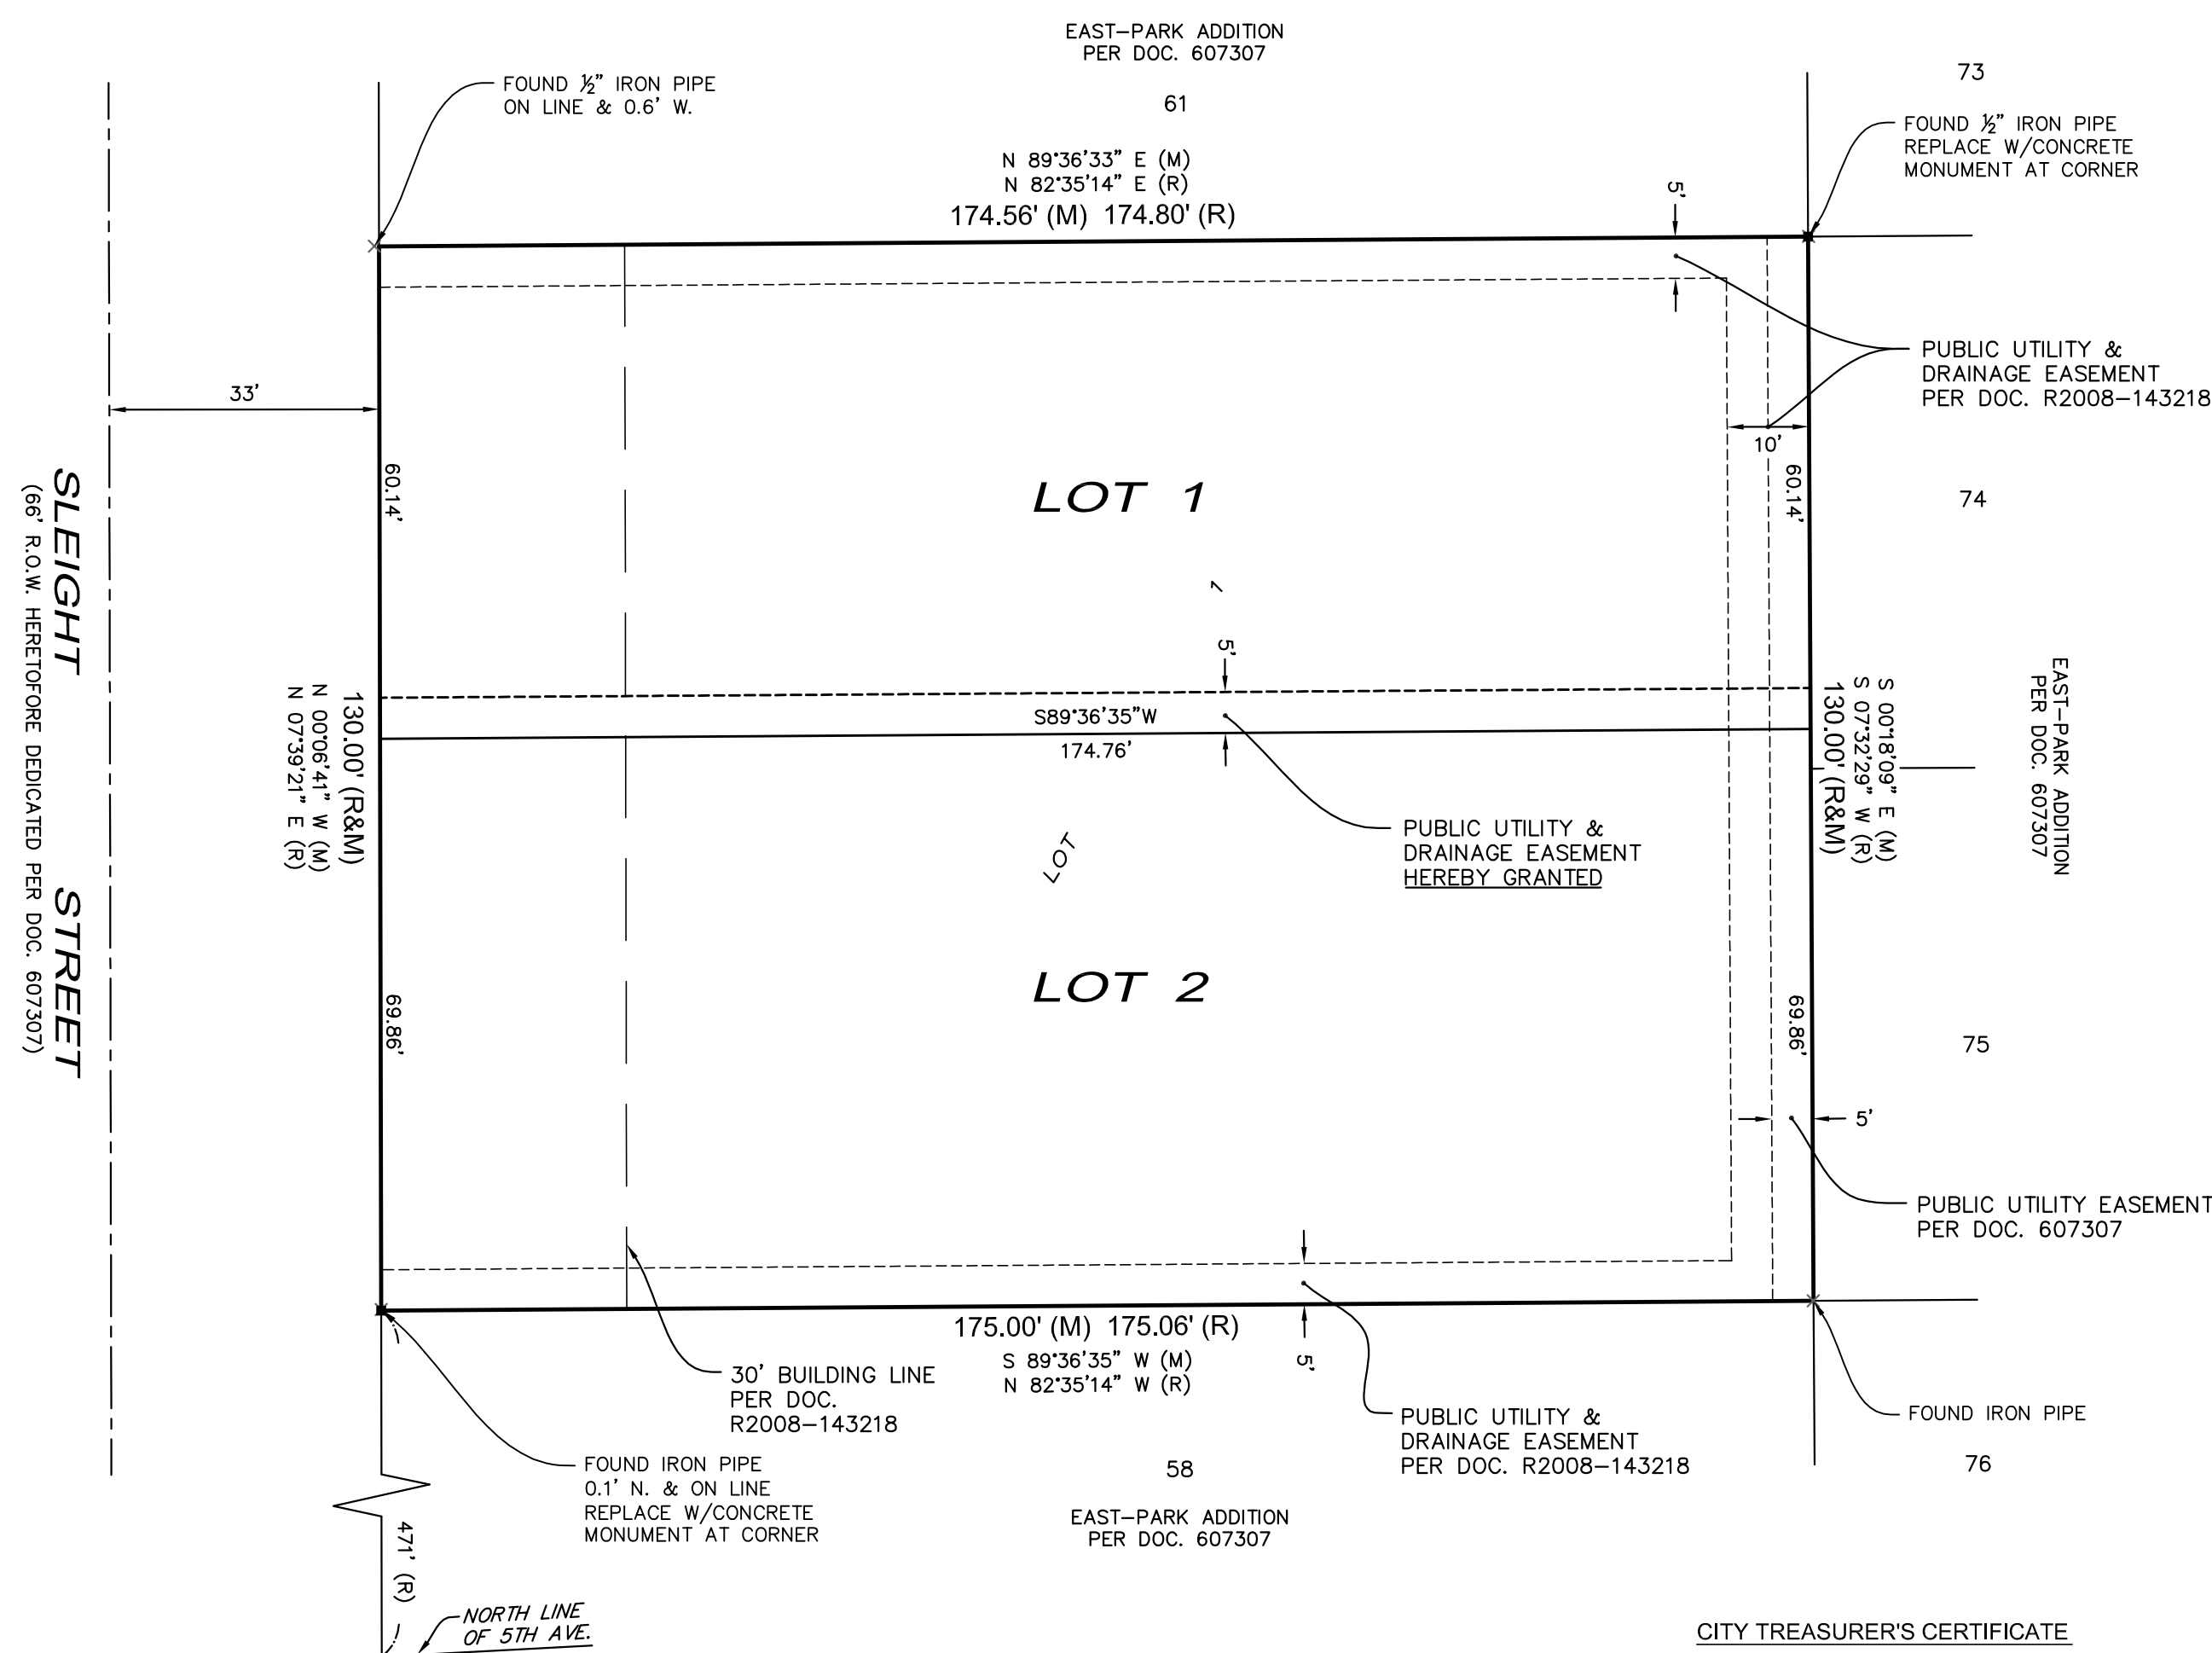 EAST-PARK ADDITION
PER DOC. 607307
61
73
FOUND ½" IRON PIPE
ON LINE & 0.6' W.
FOUND ½" IRON PIPE
REPLACE W/CONCRETE
MONUMENT AT CORNER
N 89°36'33" E (M)
N 82°35'14" E (R)
174.56' (M) 174.80' (R)
5'
PUBLIC UTILITY &
DRAINAGE EASEMENT
PER DOC. R2008-143218
33'
10'
60.14'
60.14'
LOT 1
74
SLEIGHT STREET
(66' R.O.W. HERETOFORE DEDICATED PER DOC. 607307)
1
5'
S89°36'35"W
174.76'
130.00' (R&M)
N 00°06'41" W (M)
N 07°39'21" E (R)
S 00°18'09" E (M)
S 07°32'29" W (R)
130.00' (R&M)
EAST-PARK ADDITION
PER DOC. 607307
LOT
PUBLIC UTILITY &
DRAINAGE EASEMENT
HEREBY GRANTED
LOT 2
69.86'
69.86'
75
5'
PUBLIC UTILITY EASEMENT
PER DOC. 607307
175.00' (M) 175.06' (R)
S 89°36'35" W (M)
N 82°35'14" W (R)
5'
30' BUILDING LINE
PER DOC.
R2008-143218
PUBLIC UTILITY &
DRAINAGE EASEMENT
PER DOC. R2008-143218
FOUND IRON PIPE
FOUND IRON PIPE
0.1' N. & ON LINE
REPLACE W/CONCRETE
MONUMENT AT CORNER
58
76
EAST-PARK ADDITION
PER DOC. 607307
471' (R)
NORTH LINE
OF 5TH AVE.
CITY TREASURER'S CERTIFICATE